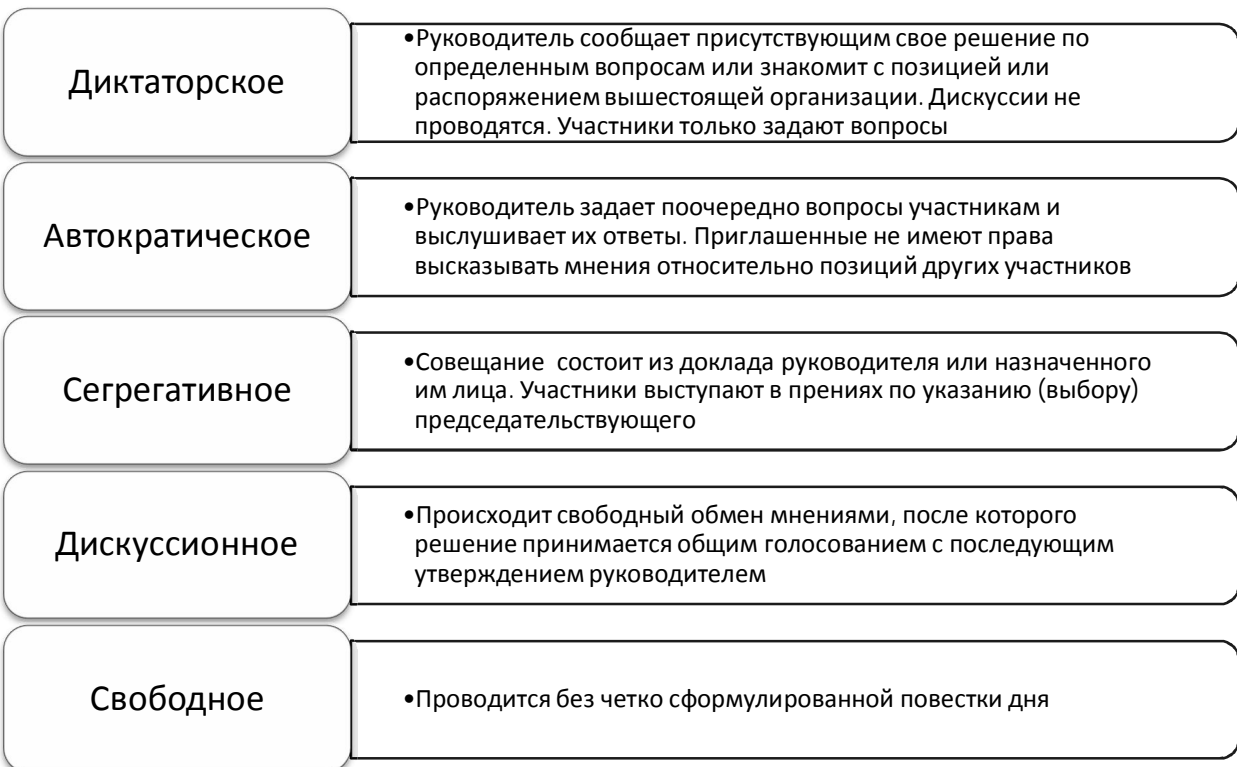 Диктаторское
•Руководитель сообщает присутствующим свое решение по
определенным вопросам или знакомит с позицией или
распоряжением вышестоящей организации. Дискуссии не
проводятся. Участники только задают вопросы
Автократическое
•Руководитель задает поочередно вопросы участникам и
выслушивает их ответы. Приглашенные не имеют права
высказывать мнения относительно позиций других участников
Сегрегативное
•Совещание состоит из доклада руководителя или назначенного
им лица. Участники выступают в прениях по указанию (выбору)
председательствующего
Дискуссионное
•Происходит свободный обмен мнениями, после которого
решение принимается общим голосованием с последующим
утверждением руководителем
Свободное
•Проводится без четко сформулированной повестки дня